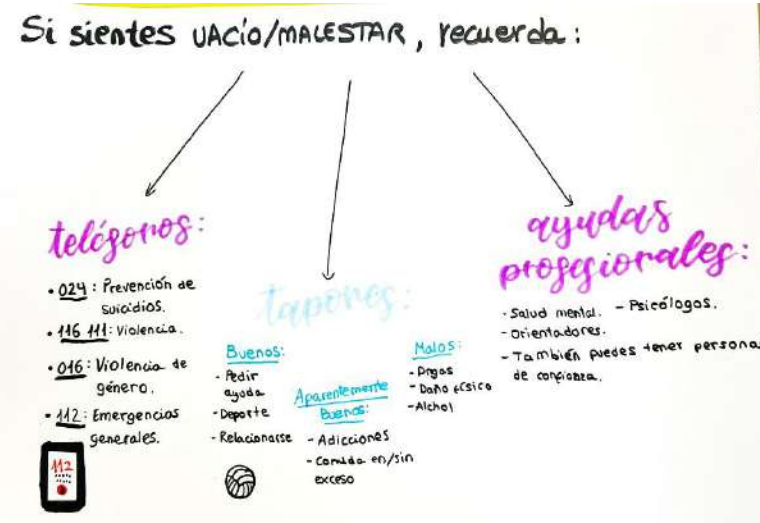 Si sientes VACÍO/MALESTAR, recuerda:
teléfonos:
• 024: Prevención de
suicidios.
• 116 111: Violencia.
• 016: Violencia de
género.
• 112: Emergencias
generales.
112
tapones:
Buenos:
- Pedir
ayuda
- Deporte
- Relacionarse
Aparentemente
Buenos:
- Adicciones
- Comida en/sin
exceso
Malos:
- Drogas
- Daño físico
- Alchol
ayudas
profesionales:
- Salud mental. - Psicólogos.
- Orientadores.
- También puedes tener persona
de confianza.